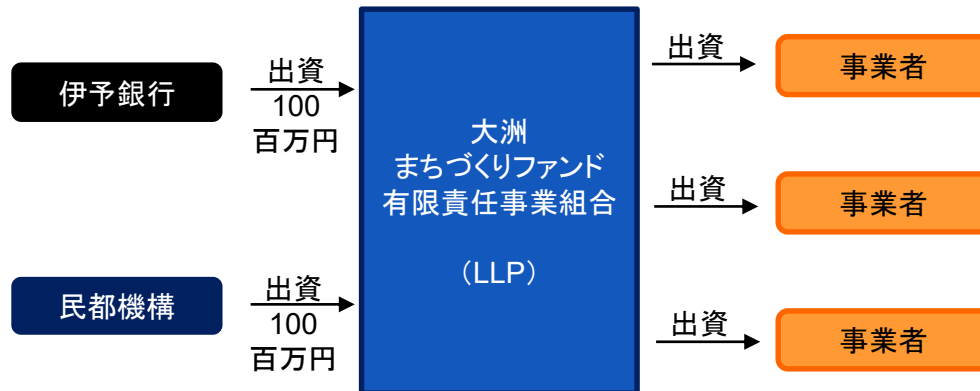 伊予銀行
出資
100
百万円
民都機構
出資
100
百万円
大洲
まちづくりファンド
有限責任事業組合
（LLP）
出資
事業者
出資
事業者
出資
事業者